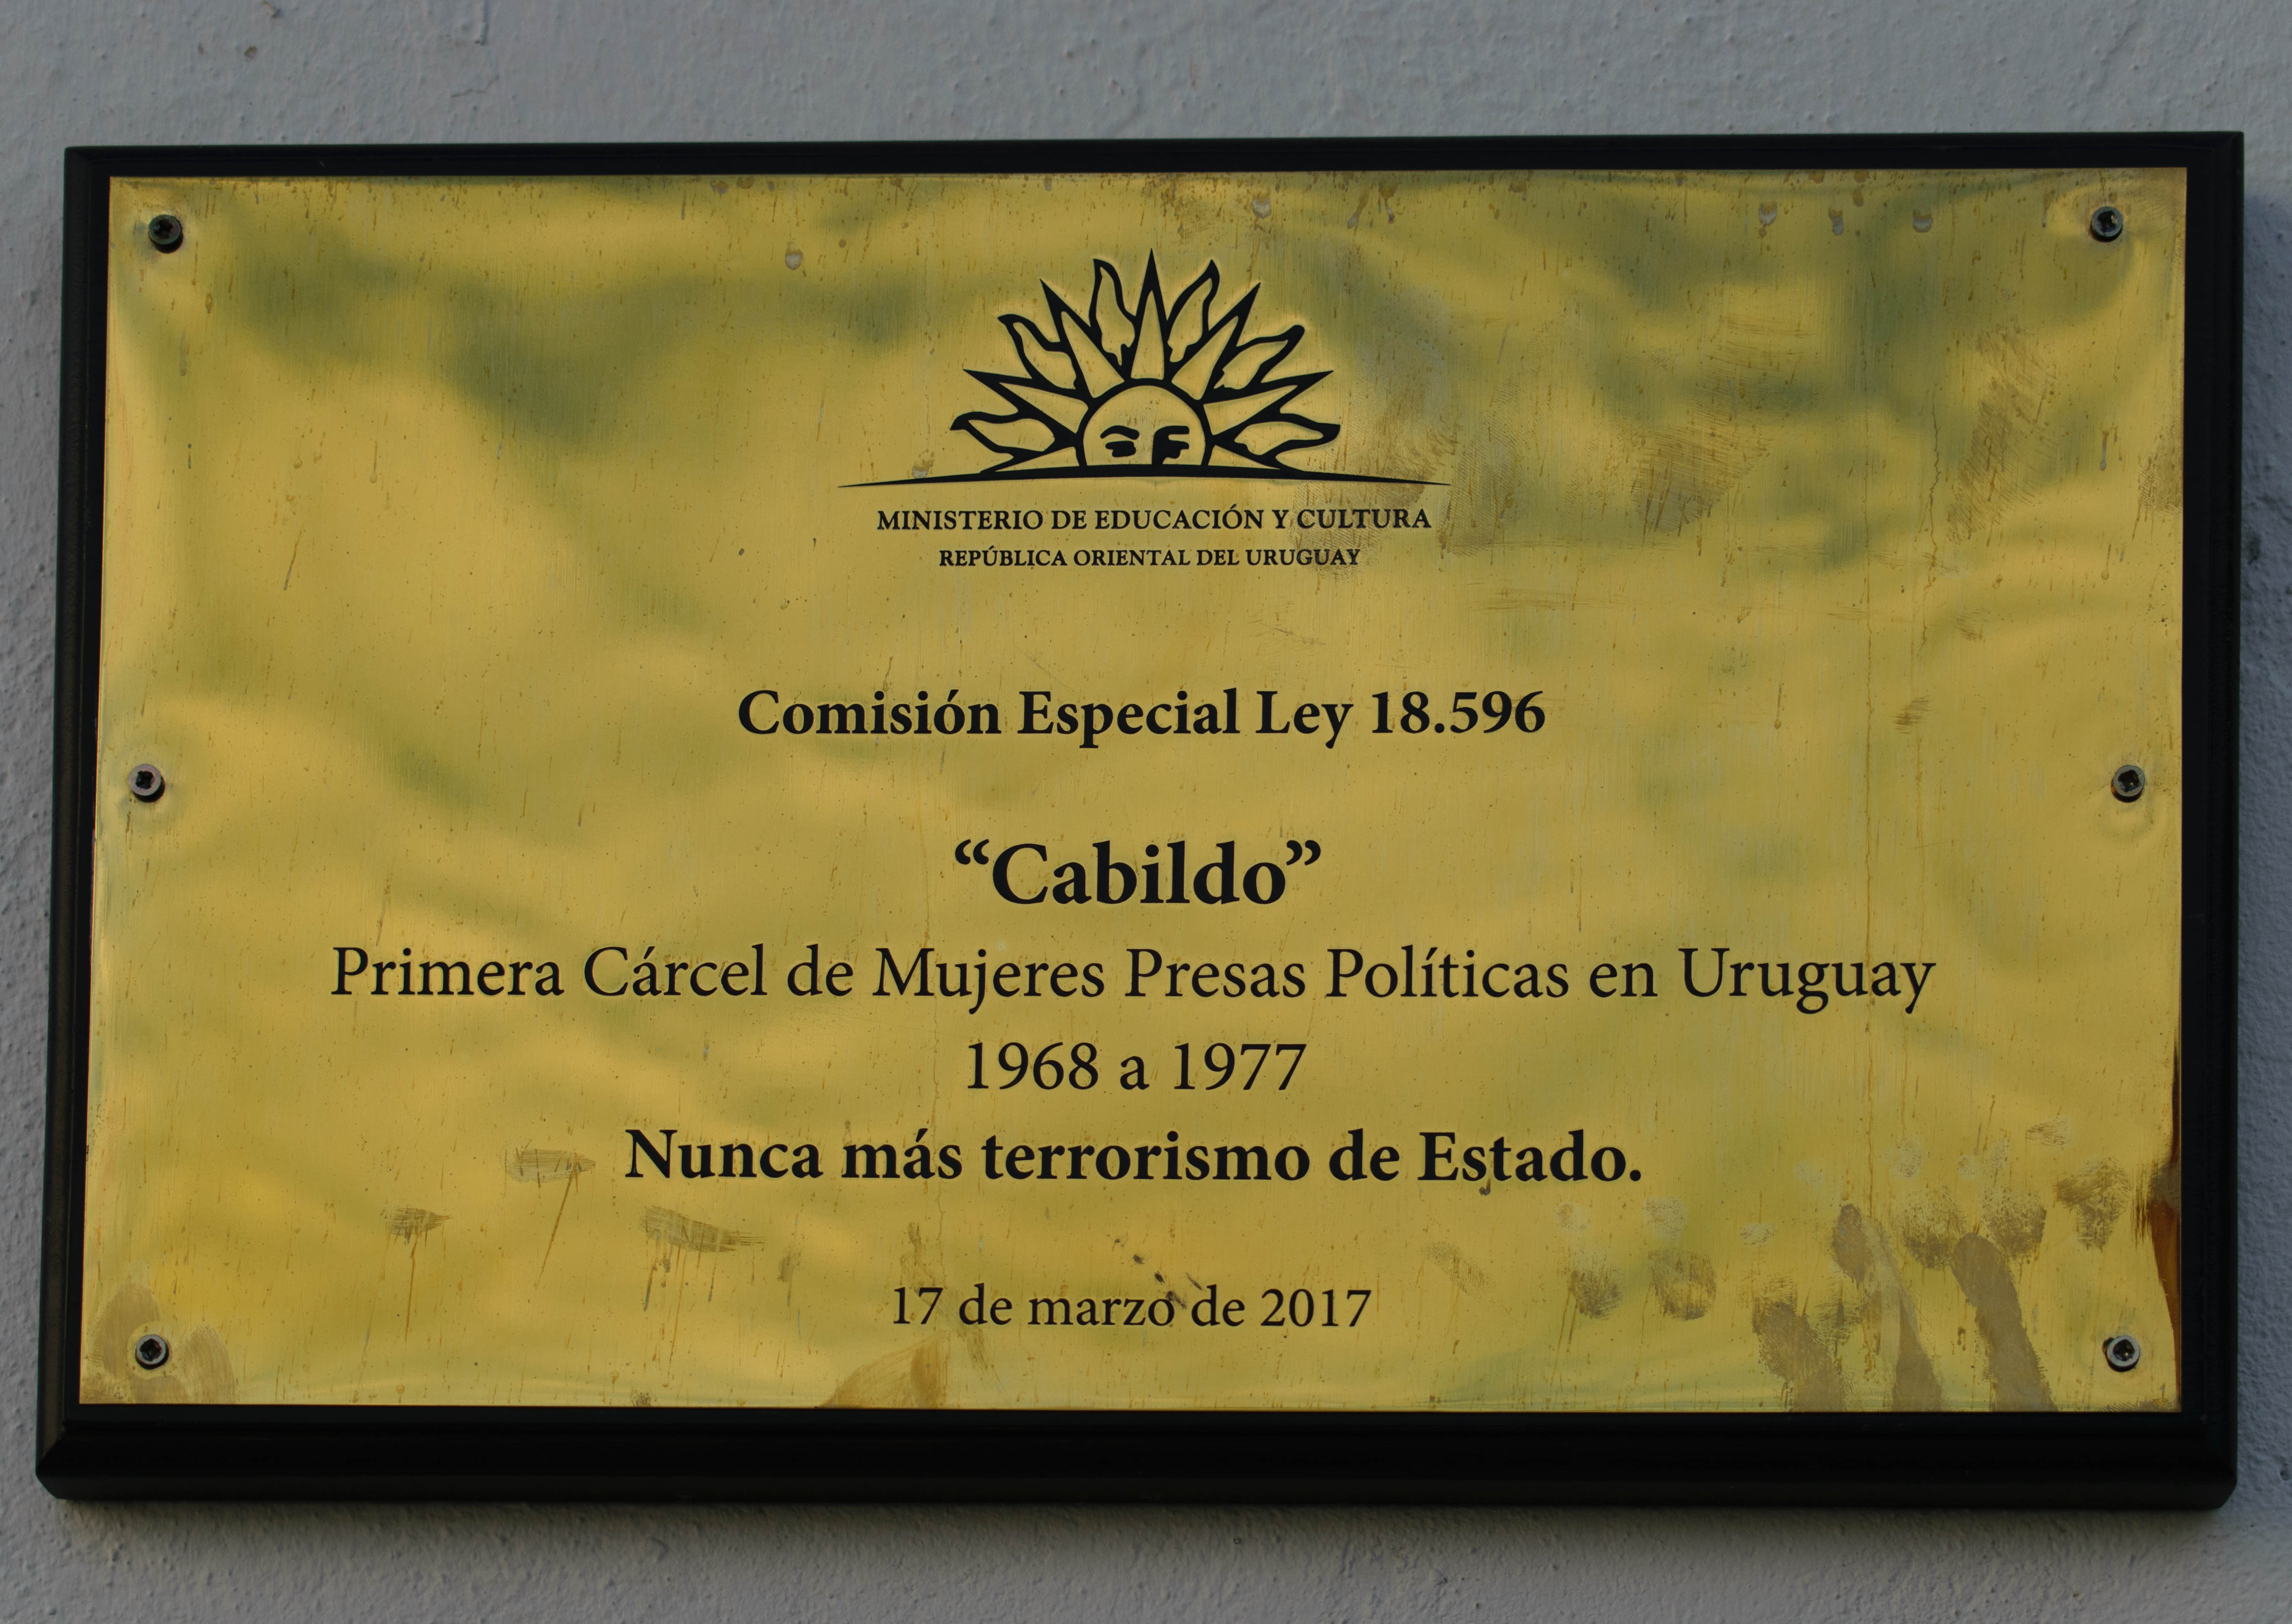 MINISTERIO DE EDUCACIÓN Y CULTURA
REPÚBLICA ORIENTAL DEL URUGUAY
Comisión Especial Ley 18.596
“Cabildo”
Primera Cárcel de Mujeres Presas Políticas en Uruguay
1968 a 1977
Nunca más terrorismo de Estado.
17 de marzo de 2017